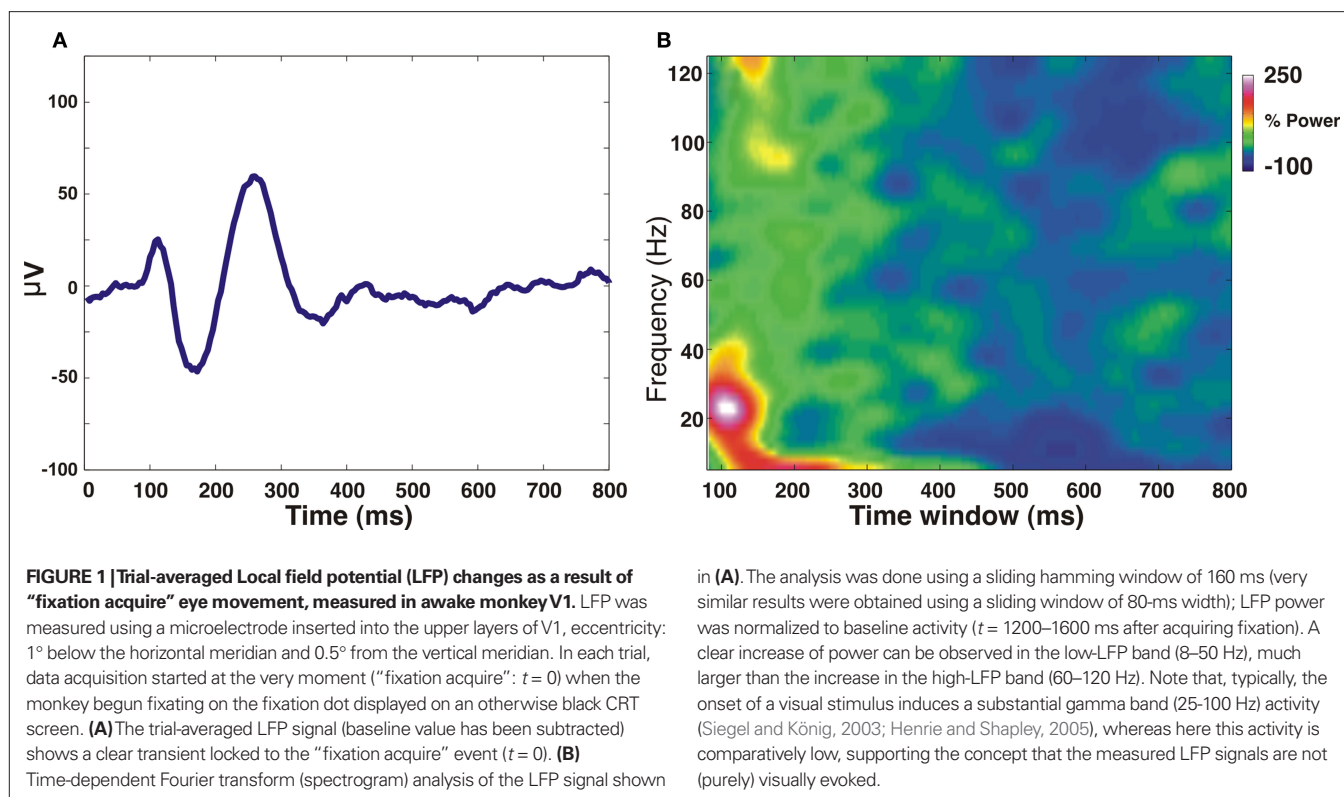 A
100
50
0
-50
-100
μV
0 100 200 300 400 500 600 700 800
Time (ms)
B
120
100
80
60
40
20
Frequency (Hz)
100 200 300 400 500 600 700 800
Time window (ms)
250
% Power
-100
FIGURE 1 | Trial-averaged Local field potential (LFP) changes as a result of
“fixation acquire” eye movement, measured in awake monkey V1. LFP was
measured using a microelectrode inserted into the upper layers of V1, eccentricity:
1° below the horizontal meridian and 0.5° from the vertical meridian. In each trial,
data acquisition started at the very moment (“fixation acquire”: t = 0) when the
monkey begun fixating on the fixation dot displayed on an otherwise black CRT
screen. (A) The trial-averaged LFP signal (baseline value has been subtracted)
shows a clear transient locked to the “fixation acquire” event (t = 0). (B)
Time-dependent Fourier transform (spectrogram) analysis of the LFP signal shown
in (A). The analysis was done using a sliding hamming window of 160 ms (very
similar results were obtained using a sliding window of 80-ms width); LFP power
was normalized to baseline activity (t = 1200–1600 ms after acquiring fixation). A
clear increase of power can be observed in the low-LFP band (8–50 Hz), much
larger than the increase in the high-LFP band (60–120 Hz). Note that, typically, the
onset of a visual stimulus induces a substantial gamma band (25-100 Hz) activity
(Siegel and König, 2003; Henrie and Shapley, 2005), whereas here this activity is
comparatively low, supporting the concept that the measured LFP signals are not
(purely) visually evoked.